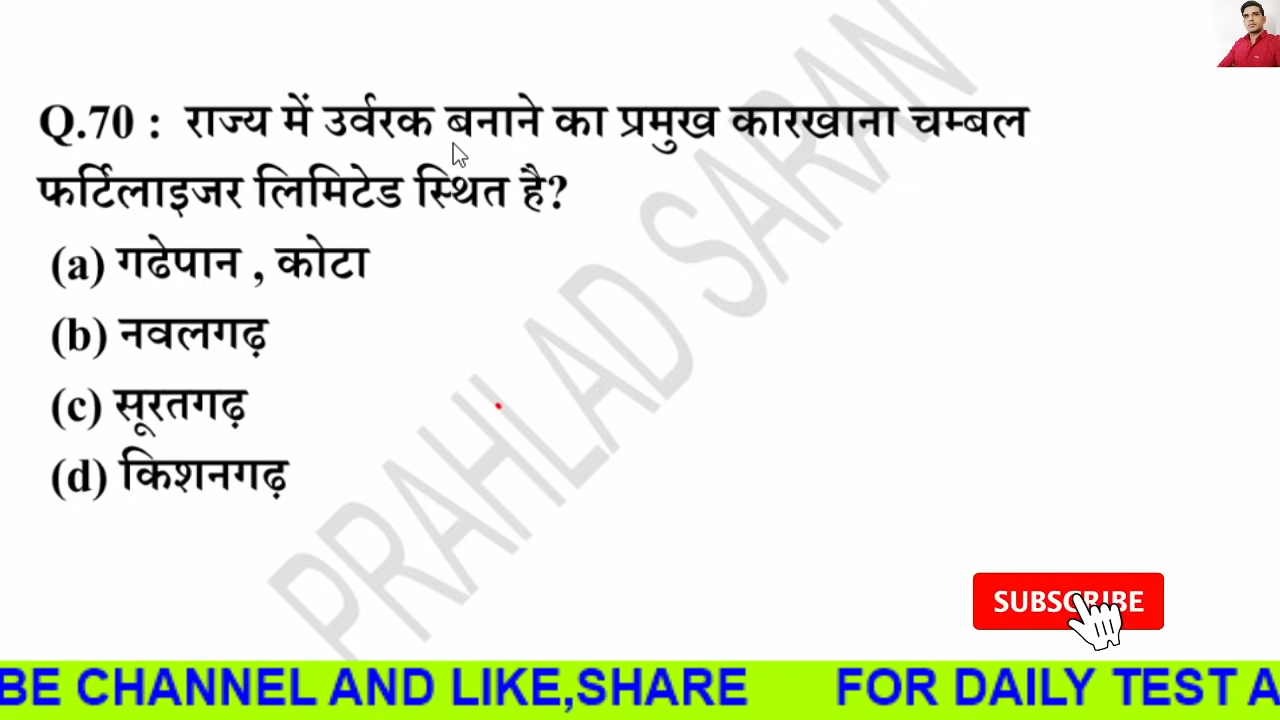 Q.70 : राज्य में उर्वरक बनाने का प्रमुख कारखाना चम्बल
फर्टिलाइजर लिमिटेड स्थित है?
(a) गढेपान , कोटा
(b) नवलगढ़
(c) सूरतगढ़
(d) किशनगढ़
PRAHLAD SARAN
SUBSCRIBE
BE CHANNEL AND LIKE,SHARE FOR DAILY TEST A